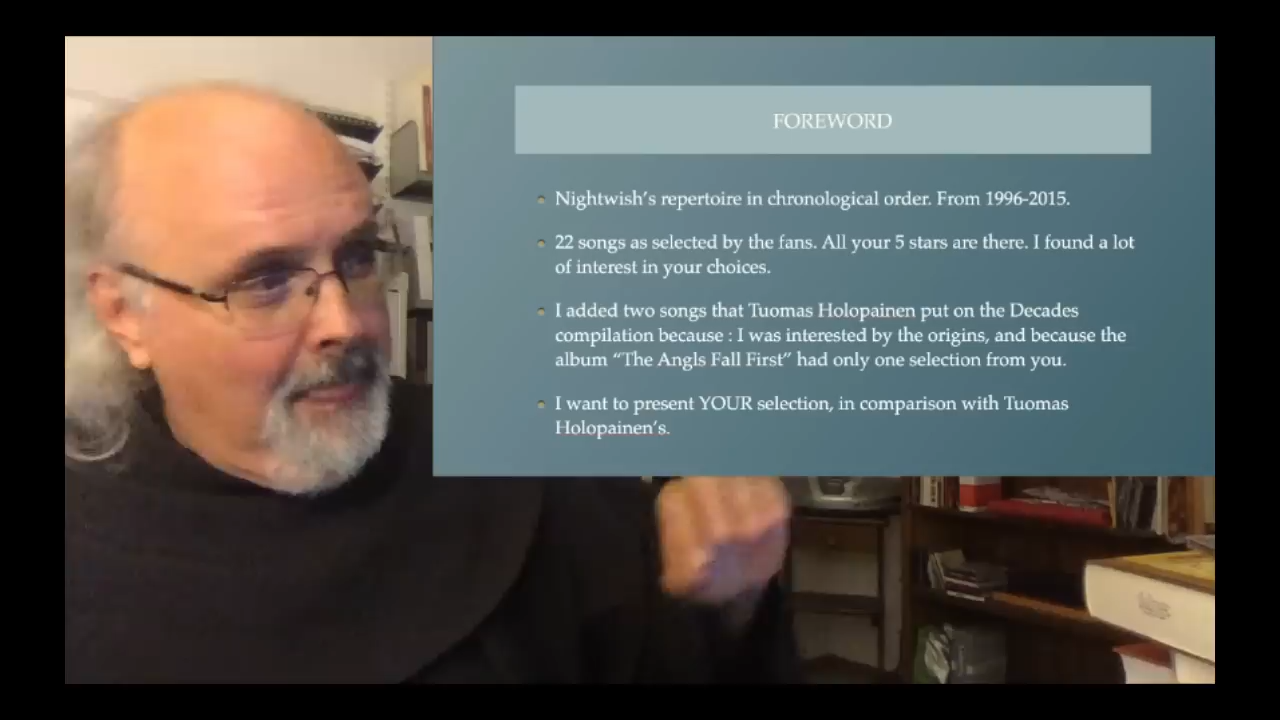 FOREWORD
Nightwish's repertoire in chronological order. From 1996-2015.
22 songs as selected by the fans. All your 5 stars are there. I found a lot
of interest in your choices.
I added two songs that Tuomas Holopainen put on the Decades
compilation because : I was interested by the origins, and because the
album “The Angls Fall First” had only one selection from you.
I want to present YOUR selection, in comparison with Tuomas
Holopainen's.